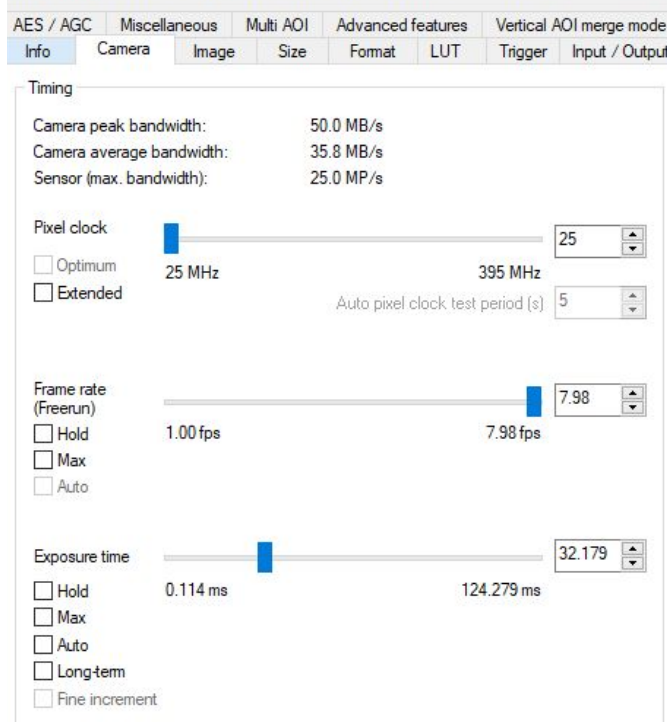 AES / AGC Miscellaneous Multi AOI Advanced features Vertical AOI merge mode
Info Camera Image Size Format LUT Trigger Input / Output
Timing
Camera peak bandwidth: 50.0 MB/s
Camera average bandwidth: 35.8 MB/s
Sensor (max. bandwidth): 25.0 MP/s
Pixel clock 25
Optimum 25 MHz 395 MHz
Extended Auto pixel clock test period (s) 5
Frame rate 7.98
(Freerun)
Hold 1.00 fps 7.98 fps
Max
Auto
Exposure time 32.179
Hold 0.114 ms 124.279 ms
Max
Auto
Long-term
Fine increment